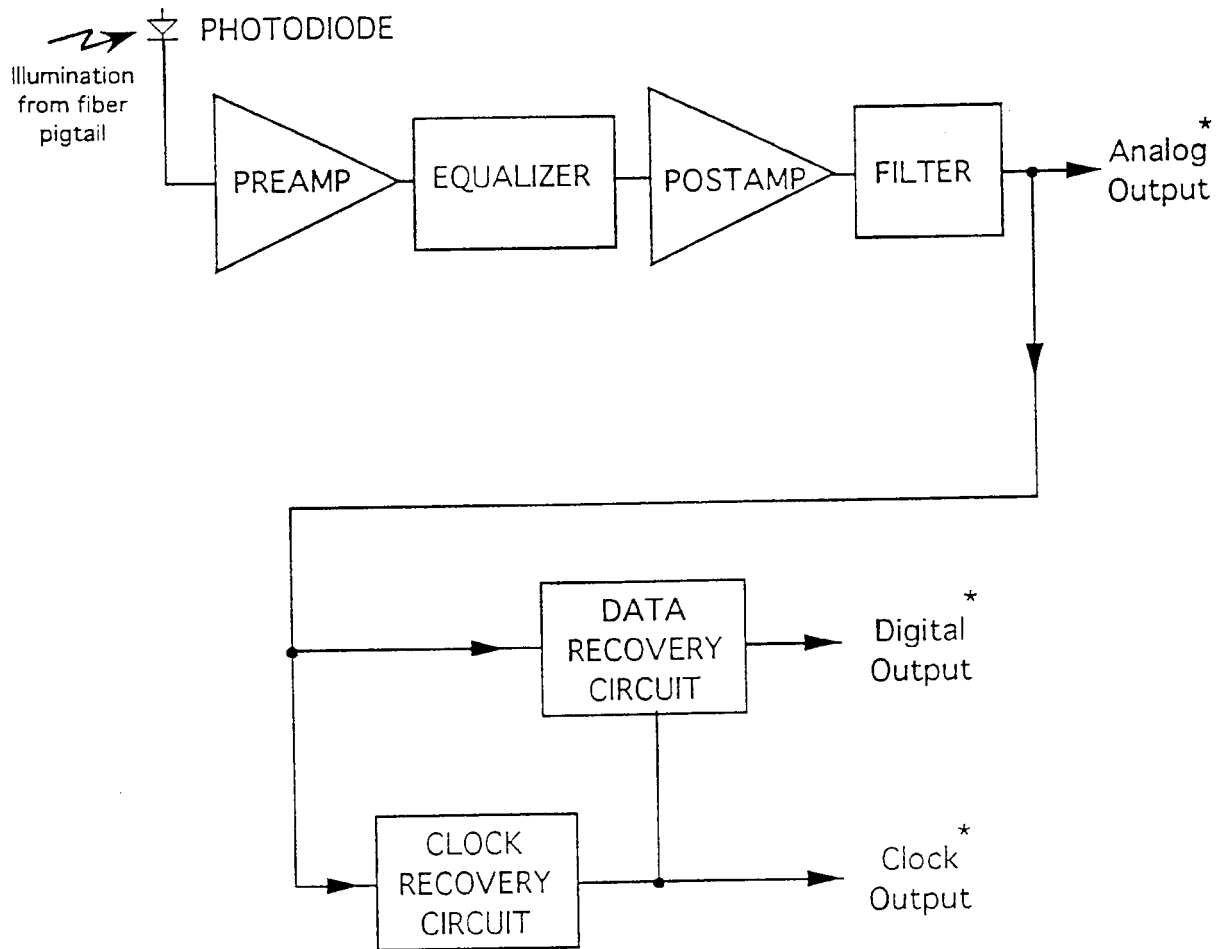 PHOTODIODE
Illumination
from fiber
pigtail
PREAMP
EQUALIZER
POSTAMP
FILTER
Analog*
Output
DATA
RECOVERY
CIRCUIT
Digital*
Output
CLOCK
RECOVERY
CIRCUIT
Clock*
Output